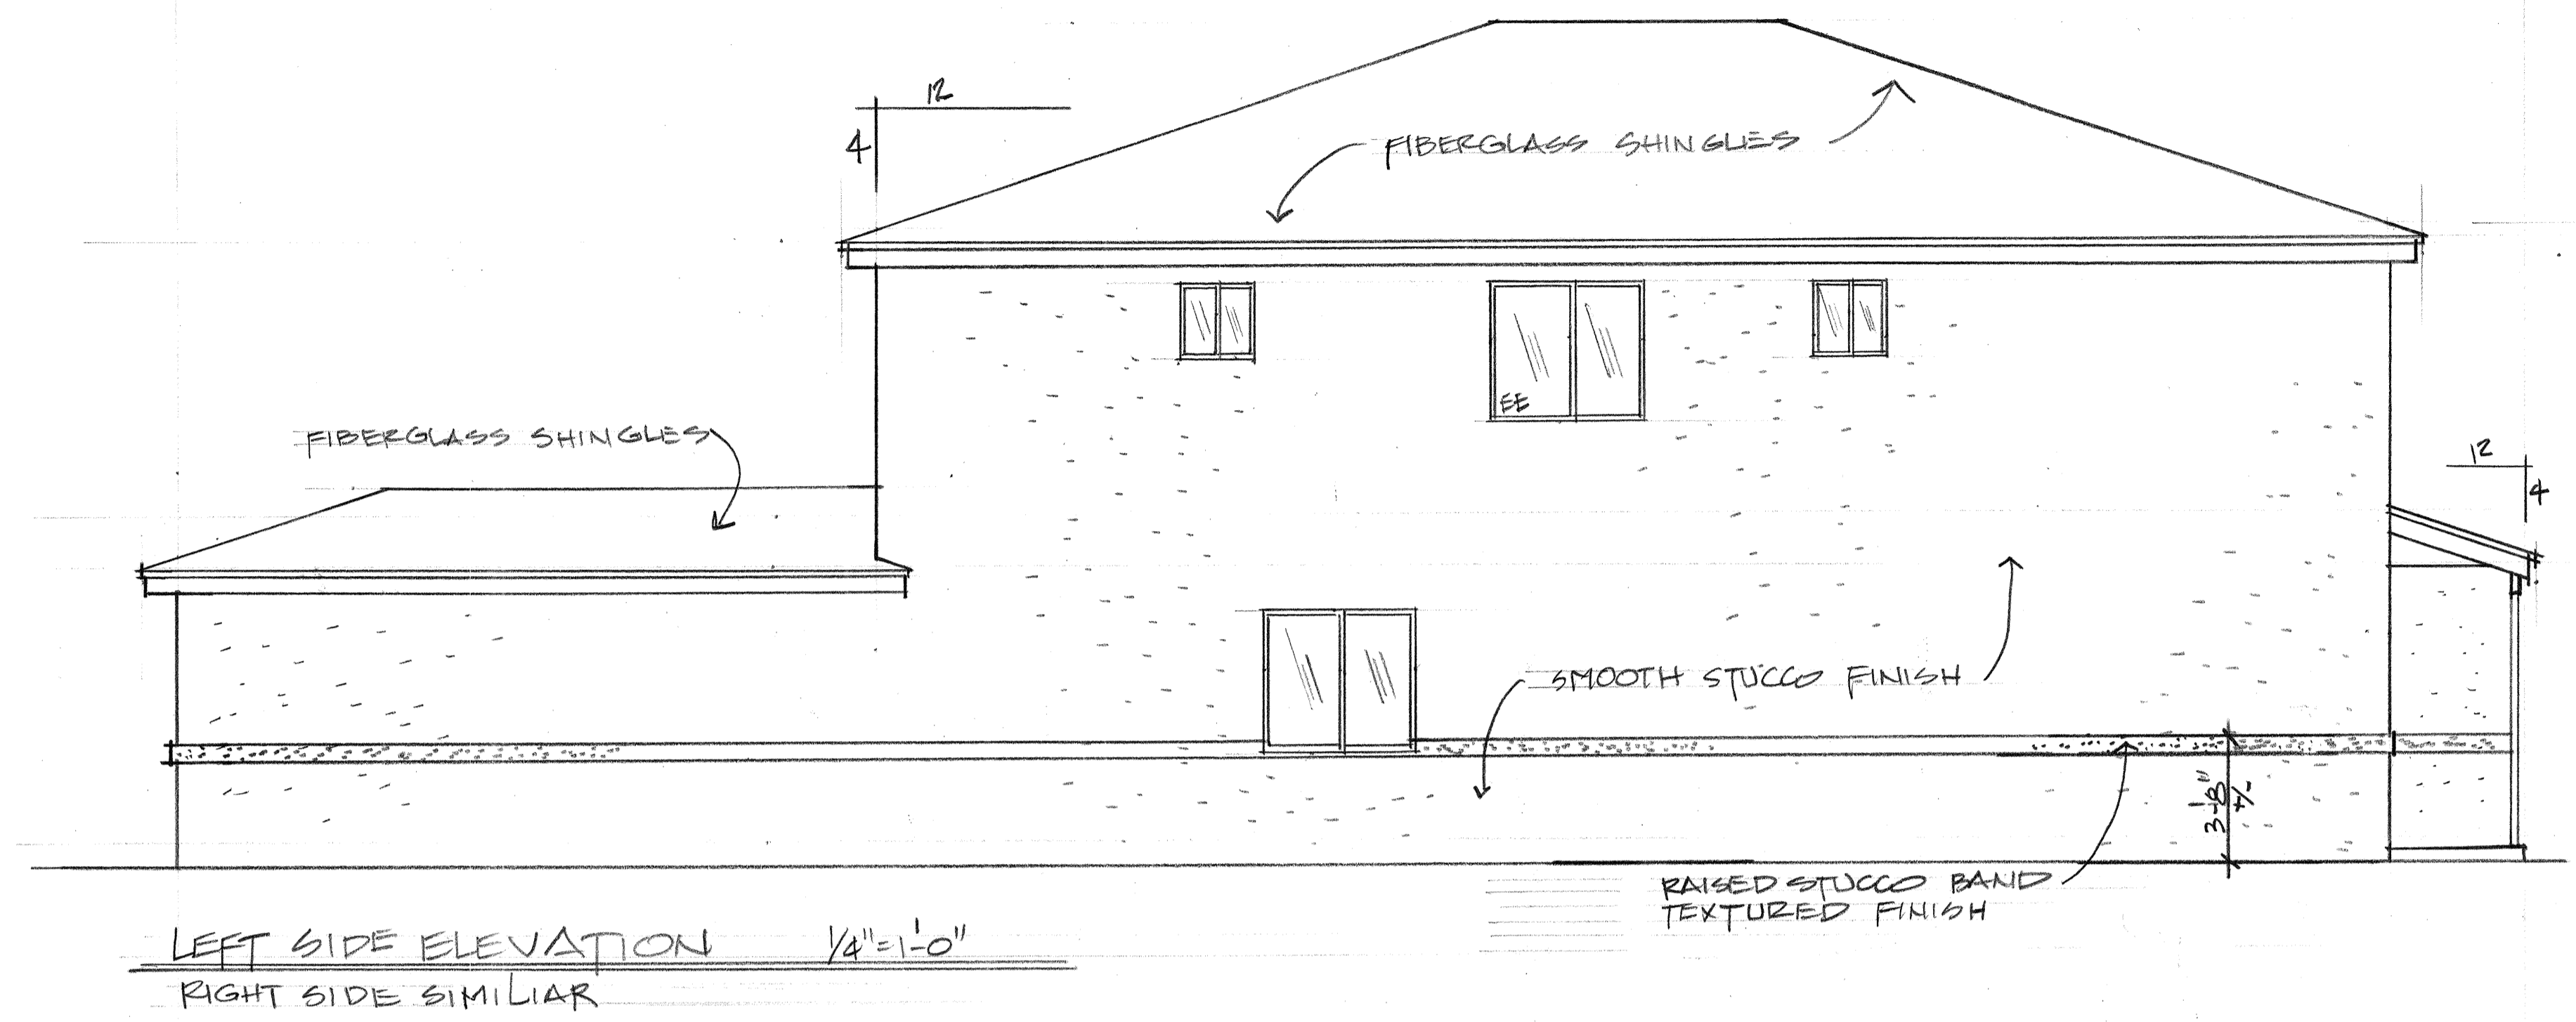 12
4
FIBERGLASS SHINGLES
EE
FIBERGLASS SHINGLES
12
4
SMOOTH STUCCO FINISH
3'-8"
+/-
RAISED STUCCO BAND
TEXTURED FINISH
LEFT SIDE ELEVATION 1/4"=1'-0"
RIGHT SIDE SIMILIAR